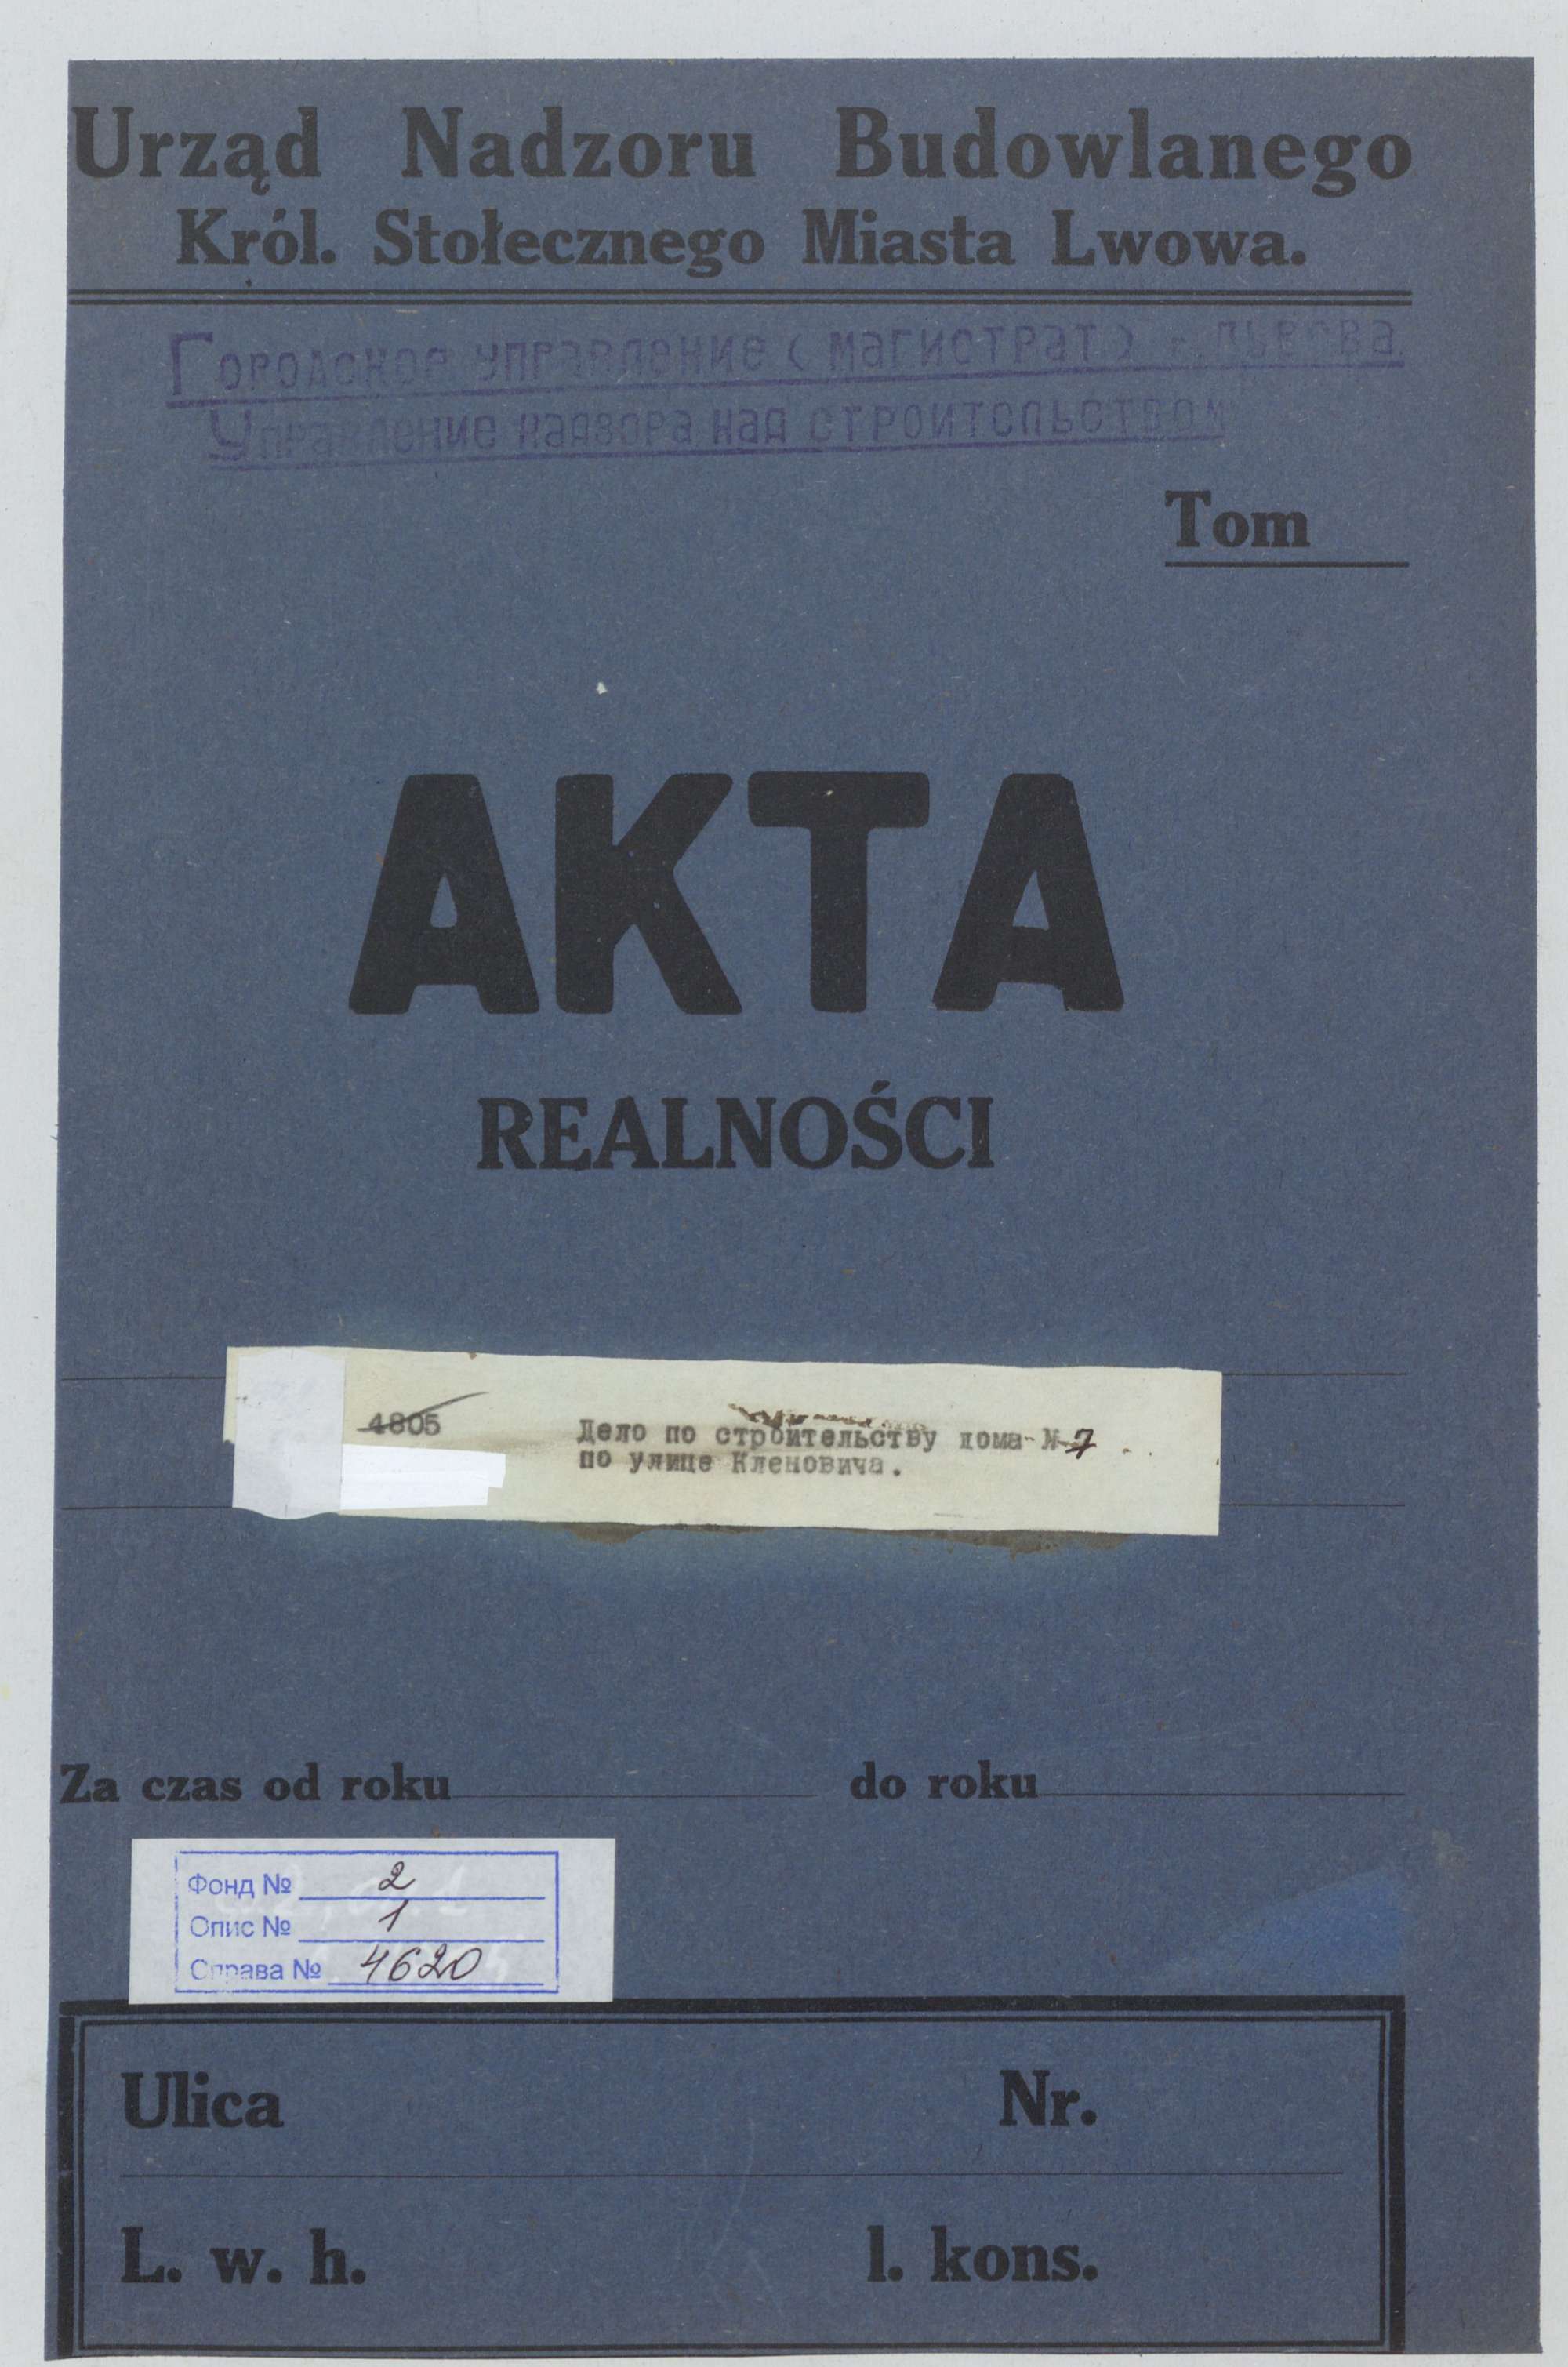 Urząd Nadzoru Budowlanego
Król. Stołecznego Miasta Lwowa.
Городское управление (магистрат) г. Львова
Управление надзора над строительством
Tom
AKTA
REALNOŚCI
4805
Дело по строительству дома № 7
по улице Кленовича.
Za czas od roku do roku
Фонд № 2
Опис № 1
Справа № 4620
Ulica Nr.
L. w. h. l. kons.